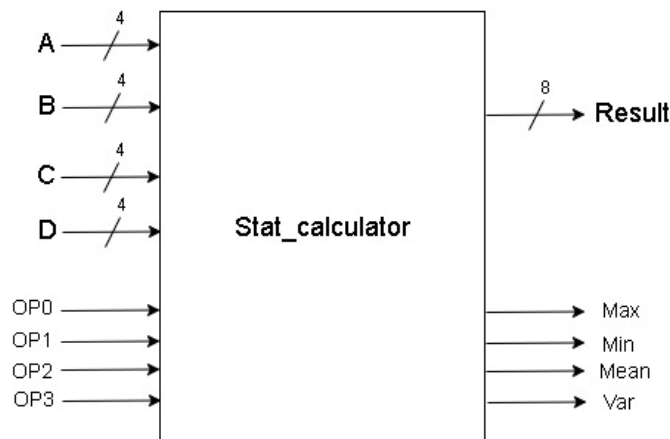 A 4
B 4
C 4
D 4
OP0
OP1
OP2
OP3
Stat_calculator
8 Result
Max
Min
Mean
Var